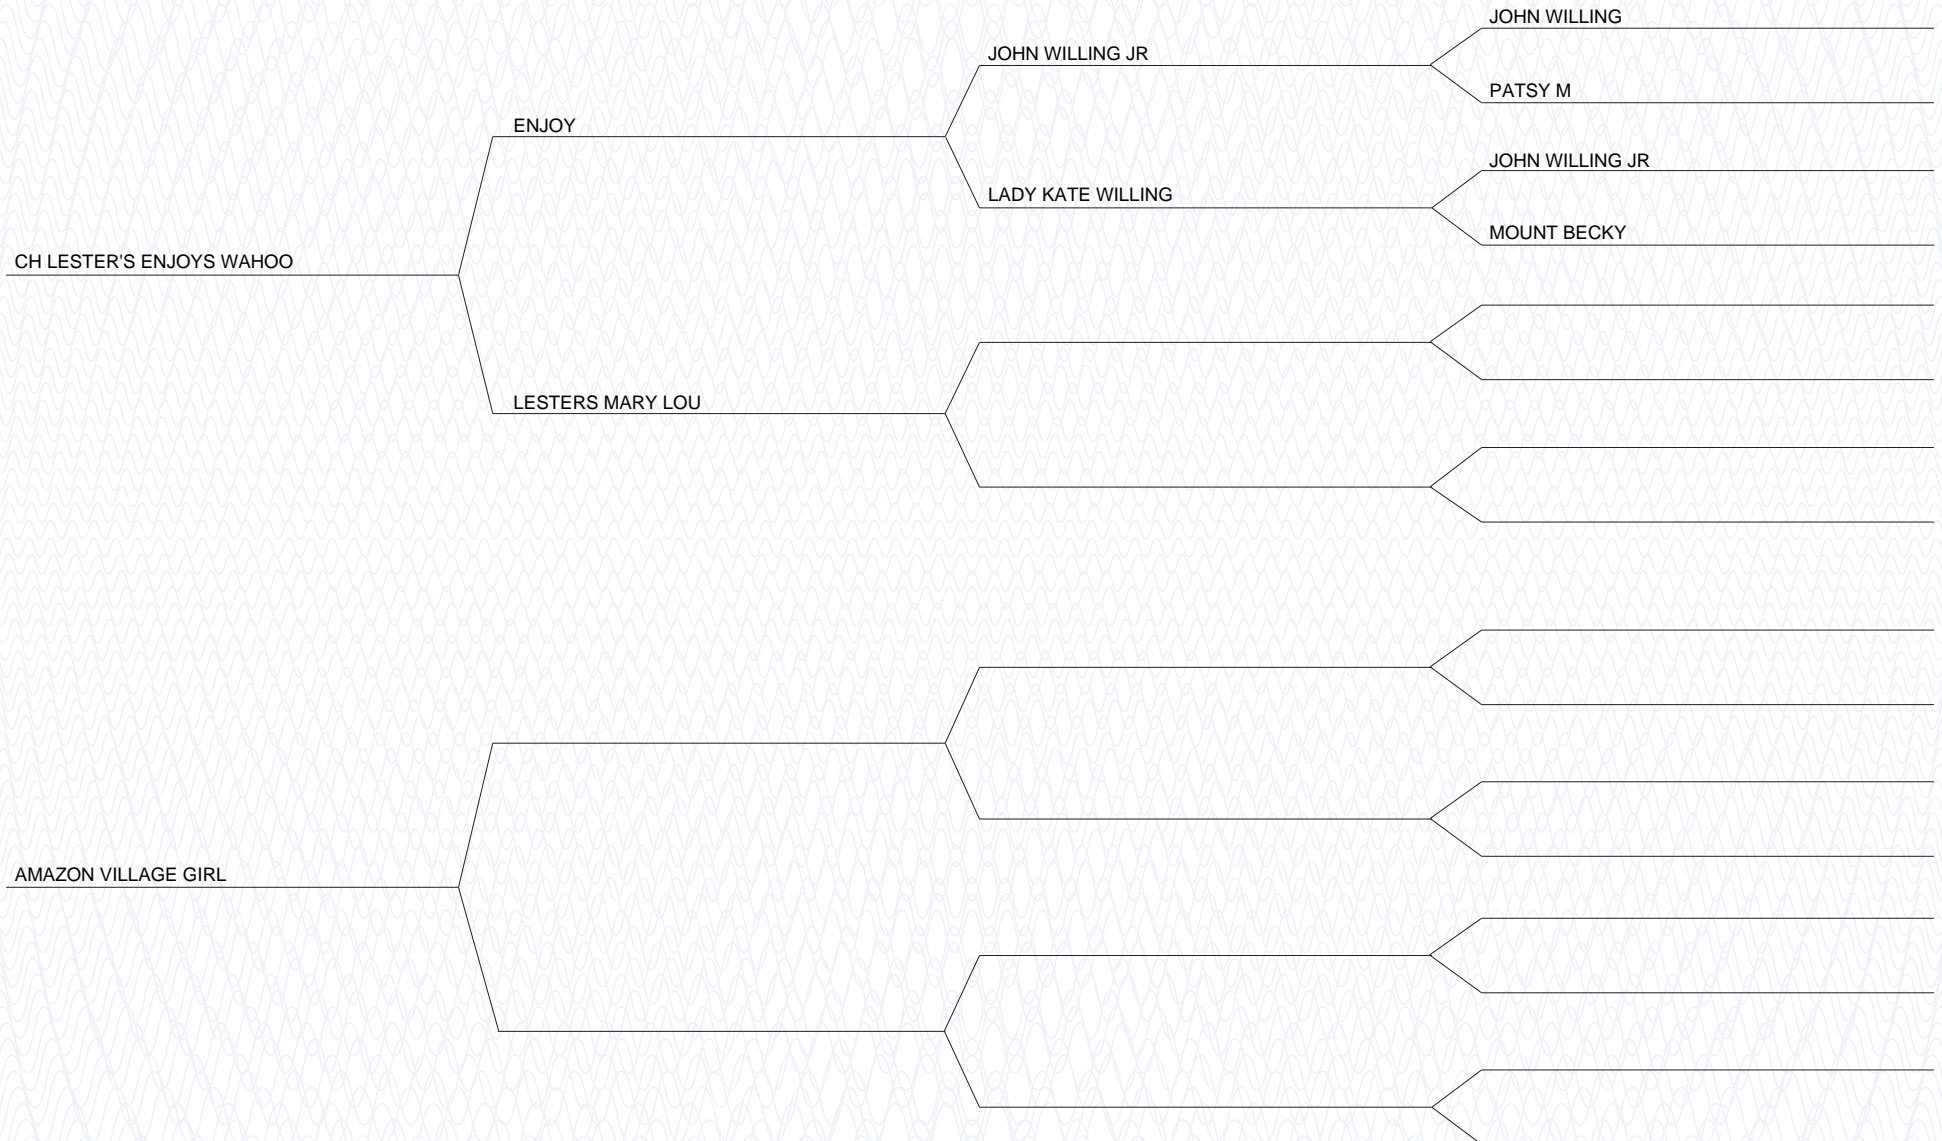 JOHN WILLING
JOHN WILLING JR
PATSY M
ENJOY
JOHN WILLING JR
LADY KATE WILLING
MOUNT BECKY
CH LESTER'S ENJOYS WAHOO
LESTERS MARY LOU
AMAZON VILLAGE GIRL